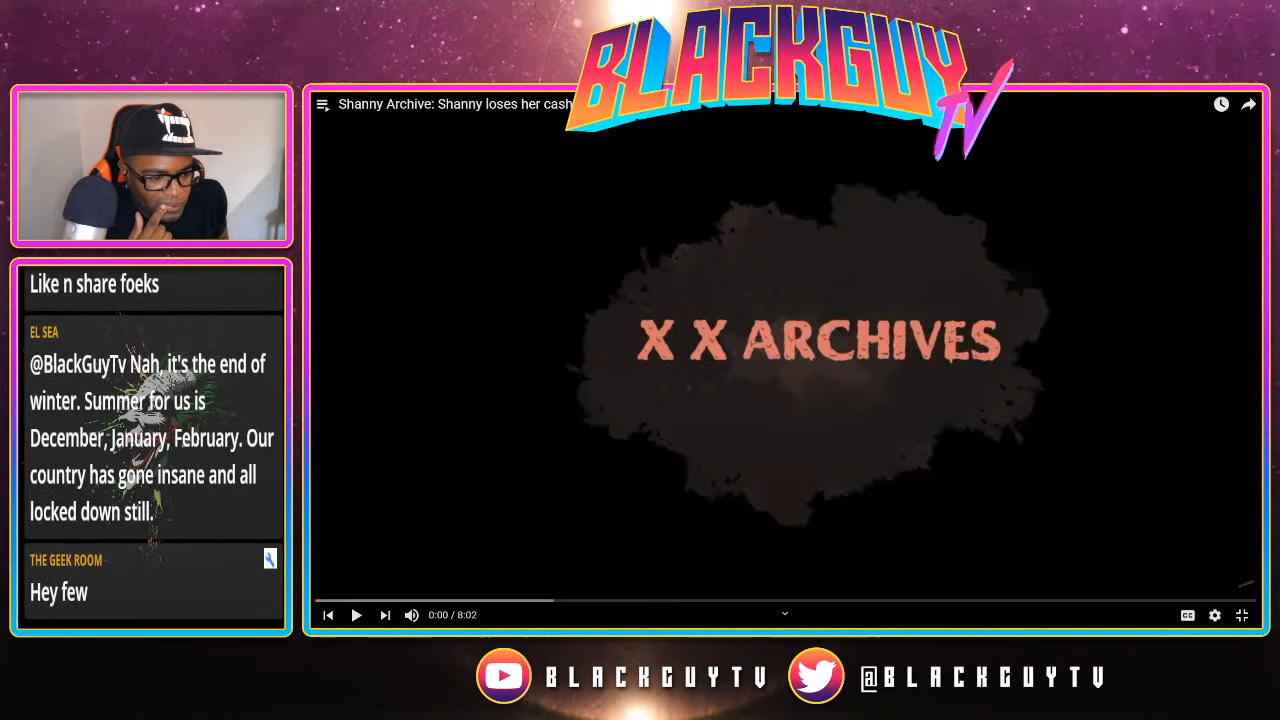 BLACKGUY
TV
Shanny Archive: Shanny loses her cash
X X ARCHIVES
Like n share foeks
EL SEA
@BlackGuyTv Nah, it's the end of
winter. Summer for us is
December, January, February. Our
country has gone insane and all
locked down still.
THE GEEK ROOM
Hey few
0:00 / 8:02
CC
BLACKGUYTV
@BLACKGUYTV